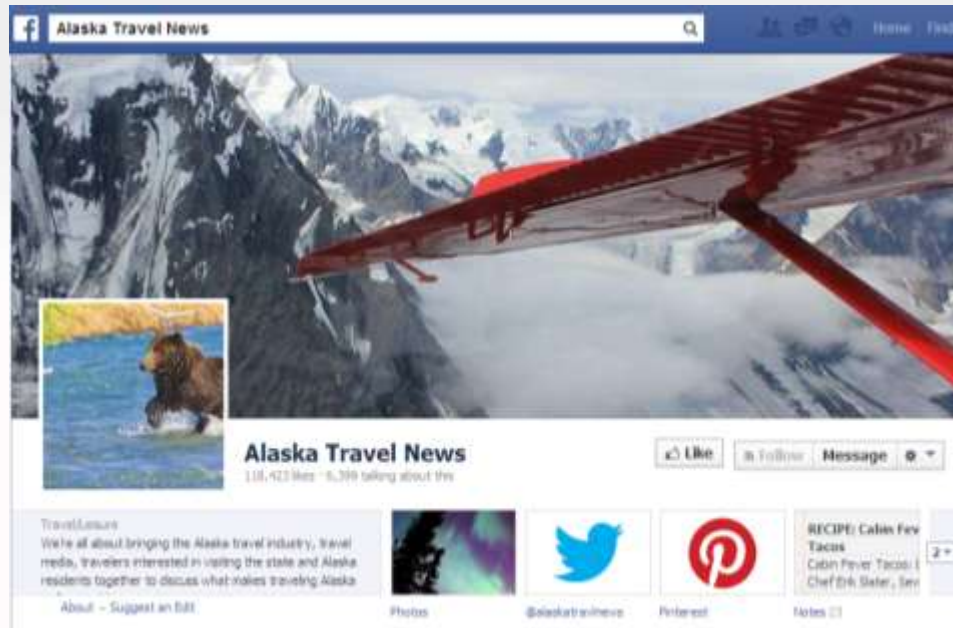 Alaska Travel News
Home Find
Alaska Travel News
118,423 likes · 6,399 talking about this
Like
Follow
Message
Travel/Leisure
We're all about bringing the Alaska travel industry, travel
media, travelers interested in visiting the state and Alaska
residents together to discuss what makes traveling Alaska
About – Suggest an Edit
Photos
@alaskatravlnews
Pinterest
RECIPE: Cabin Fev
Tacos
Cabin Fever Tacos:
Chef Erik Slater, Sev
Notes
2